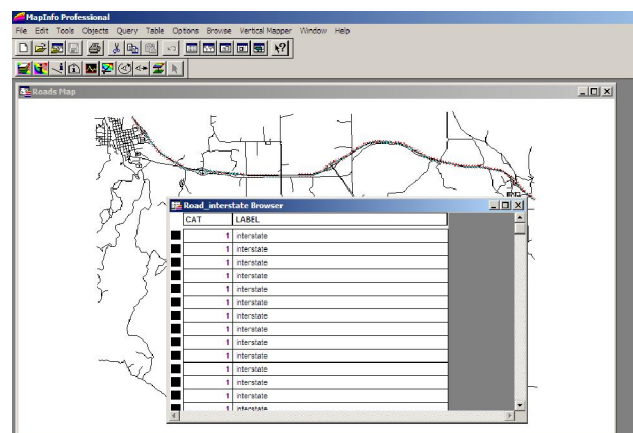 MapInfo Professional
File Edit Tools Objects Query Table Options Browse Vertical Mapper Window Help
Roads Map
Road_interstate Browser
CAT LABEL
1 interstate
1 interstate
1 interstate
1 interstate
1 interstate
1 interstate
1 interstate
1 interstate
1 interstate
1 interstate
1 interstate
1 interstate
1 interstate
1 interstate